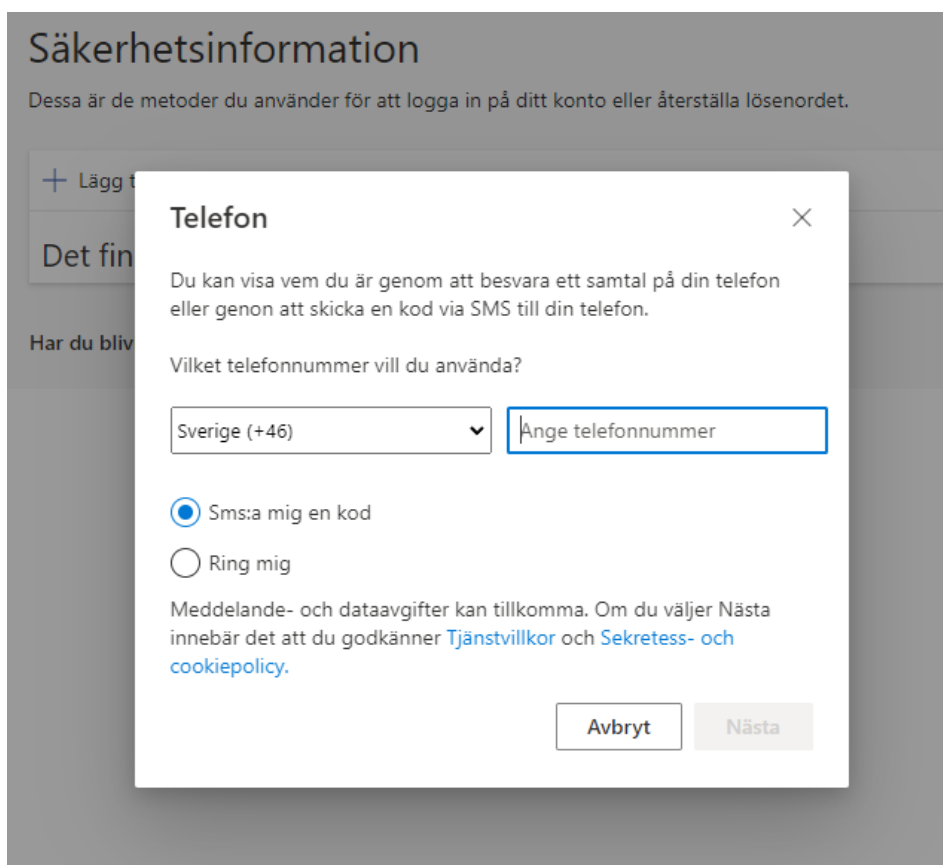 Säkerhetsinformation
Dessa är de metoder du använder för att logga in på ditt konto eller återställa lösenordet.
Lägg t
Telefon
Det fin
Du kan visa vem du är genom att besvara ett samtal på din telefon
eller genon att skicka en kod via SMS till din telefon.
Har du bliv
Vilket telefonnummer vill du använda?
Sverige (+46)
Ange telefonnummer
Sms:a mig en kod
Ring mig
Meddelande- och dataavgifter kan tillkomma. Om du väljer Nästa
innebär det att du godkänner Tjänstvillkor och Sekretess- och
cookiepolicy.
Avbryt
Nästa